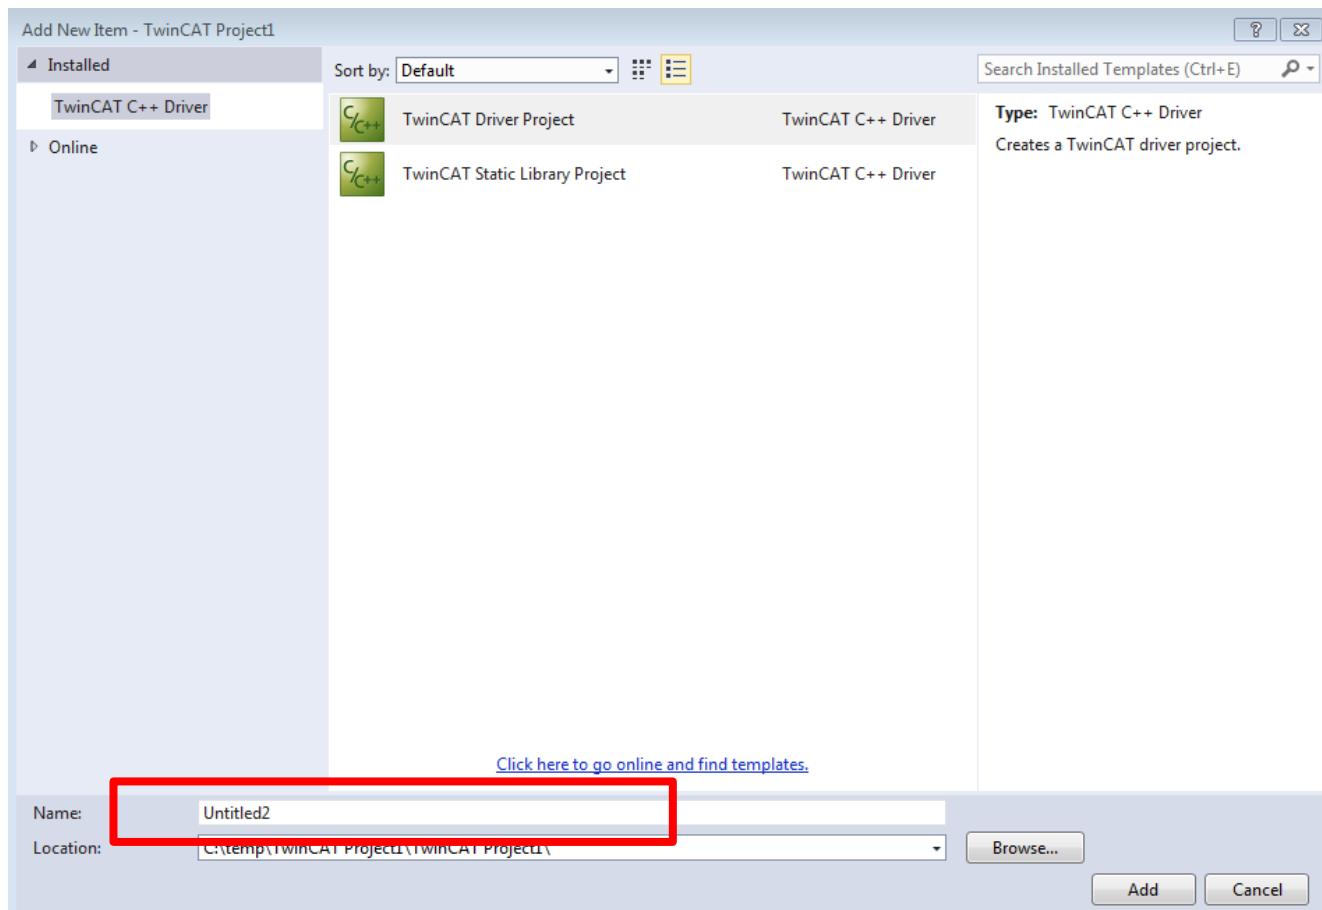 Add New Item - TwinCAT Project1
Installed
Sort by: Default
Search Installed Templates (Ctrl+E)
TwinCAT C++ Driver
Online
C/C++ TwinCAT Driver Project TwinCAT C++ Driver
C/C++ TwinCAT Static Library Project TwinCAT C++ Driver
Type: TwinCAT C++ Driver
Creates a TwinCAT driver project.
Click here to go online and find templates.
Name: Untitled2
Location: C:\temp\TwinCAT Project1\TwinCAT Project1\
Browse...
Add Cancel